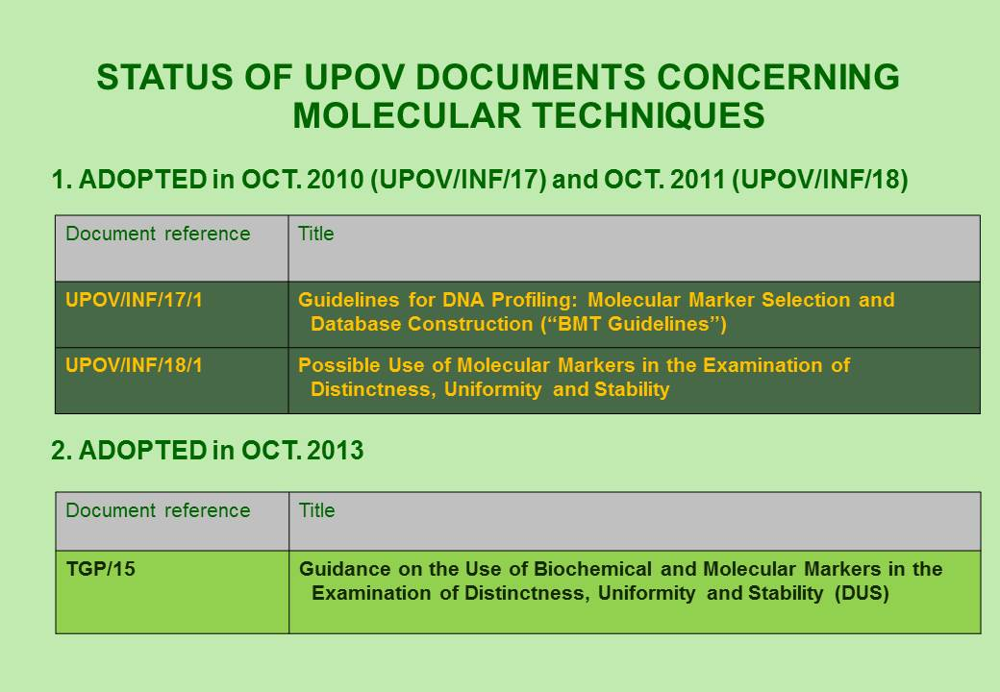 STATUS OF UPOV DOCUMENTS CONCERNING
MOLECULAR TECHNIQUES
1. ADOPTED in OCT. 2010 (UPOV/INF/17) and OCT. 2011 (UPOV/INF/18)
Document reference
Title
UPOV/INF/17/1
Guidelines for DNA Profiling: Molecular Marker Selection and
Database Construction (“BMT Guidelines”)
UPOV/INF/18/1
Possible Use of Molecular Markers in the Examination of
Distinctness, Uniformity and Stability
2. ADOPTED in OCT. 2013
Document reference
Title
TGP/15
Guidance on the Use of Biochemical and Molecular Markers in the
Examination of Distinctness, Uniformity and Stability (DUS)